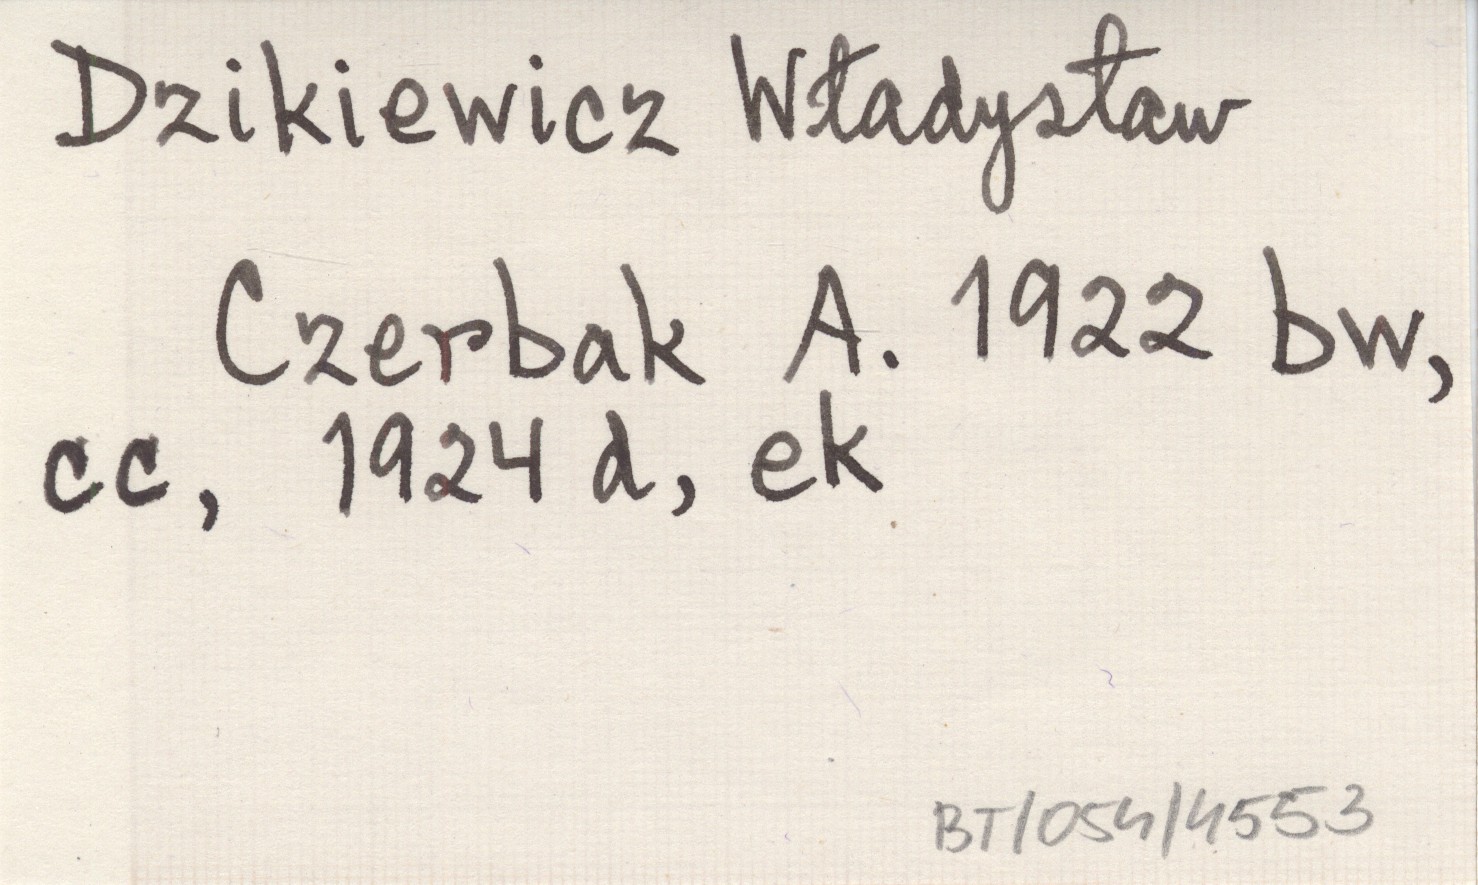 Dzikiewicz Władysław
Czerbak A. 1922 bw,
cc, 1924 d, ek
BT/054/4553